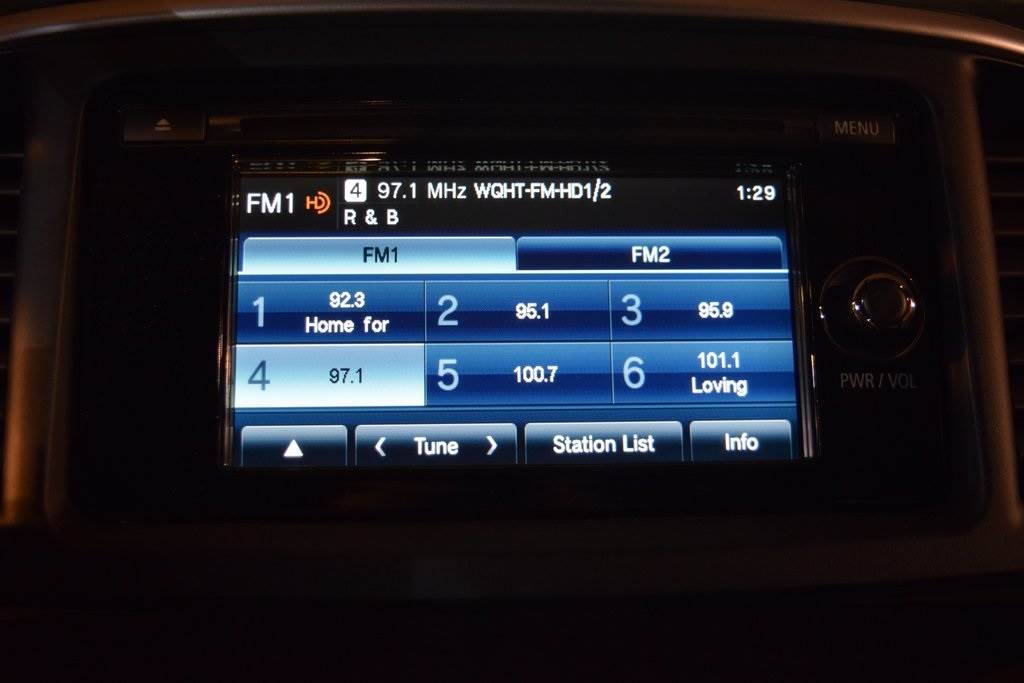 MENU
FM1 HD 4 97.1 MHz WQHT-FM-HD1/2 1:29
R & B
FM1 FM2
1 92.3 Home for
2 95.1
3 95.9
4 97.1
5 100.7
6 101.1 Loving
< Tune > Station List Info
PWR / VOL